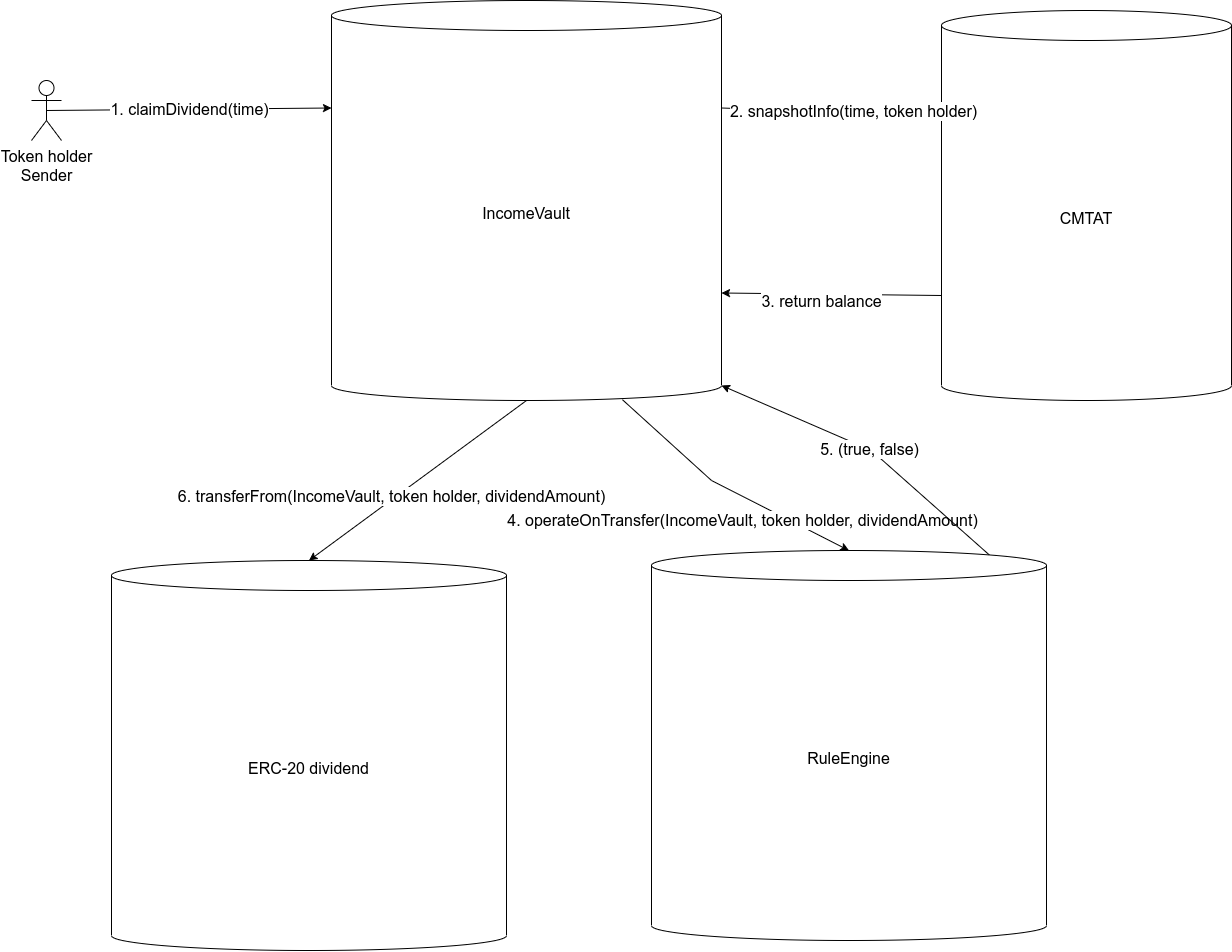 1. claimDividend(time)
2. snapshotInfo(time, token holder)
Token holder
Sender
IncomeVault
CMTAT
3. return balance
5. (true, false)
6. transferFrom(IncomeVault, token holder, dividendAmount)
4. operateOnTransfer(IncomeVault, token holder, dividendAmount)
ERC-20 dividend
RuleEngine